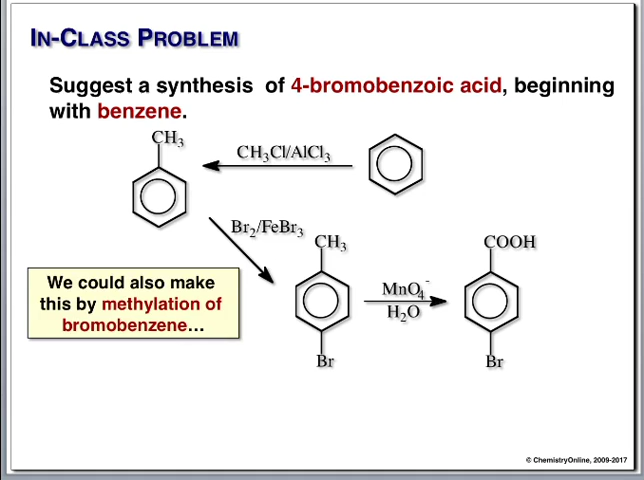 IN-CLASS PROBLEM
Suggest a synthesis of 4-bromobenzoic acid, beginning
with benzene.
CH3
CH3Cl/AlCl3
Br2/FeBr3
CH3
COOH
We could also make
this by methylation of
bromobenzene…
MnO4-
H2O
Br
Br
© ChemistryOnline, 2009-2017